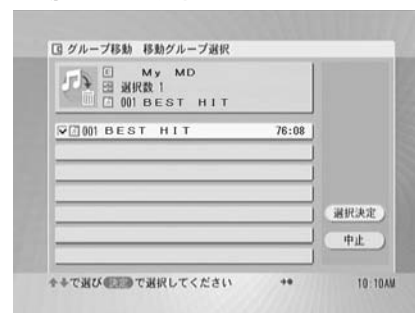 グループ移動 移動グループ選択
My MD
選択数 1
001 BEST HIT
001 BEST HIT 76:08
選択決定
中止
で選び 決定 で選択してください
10:10AM